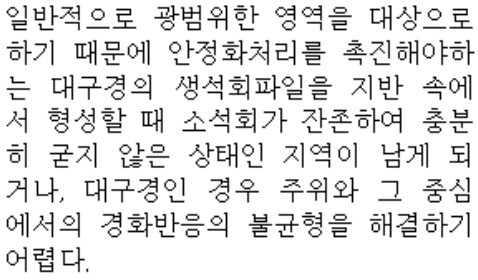 일반적으로 광범위한 영역을 대상으로
하기 때문에 안정화처리를 촉진해야하
는 대구경의 생석회파일을 지반 속에
서 형성할 때 소석회가 잔존하여 충분
히 굳지 않은 상태인 지역이 남게 되
거나, 대구경인 경우 주위와 그 중심
에서의 경화반응의 불균형을 해결하기
어렵다.